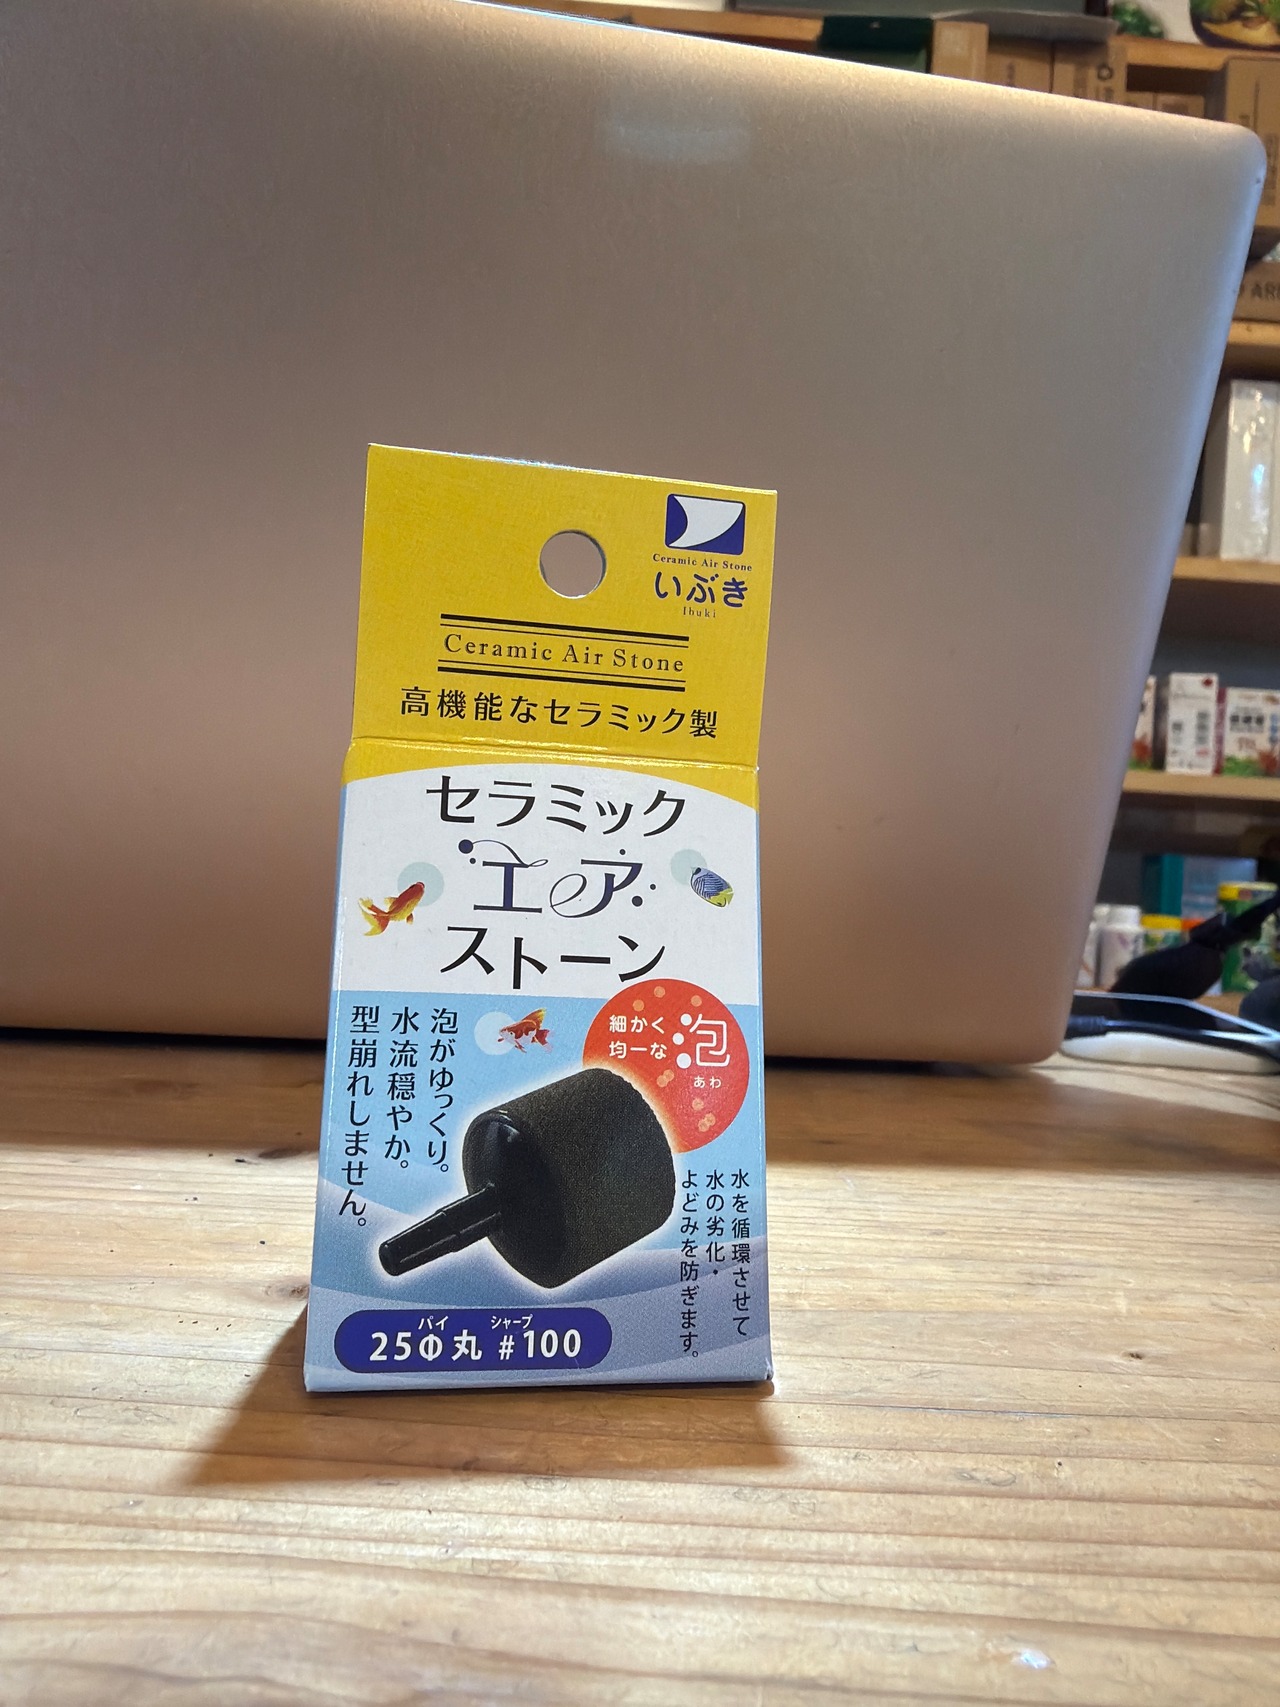 Ceramic Air Stone
いぶき
Ibuki
Ceramic Air Stone
高機能なセラミック製
セラミック
エア
ストーン
細かく
均一な
泡
あわ
泡がゆっくり。
水流穏やか。
型崩れしません。
水を循環させて
水の劣化・
よどみを防ぎます。
パイ シャープ
25Φ丸 #100